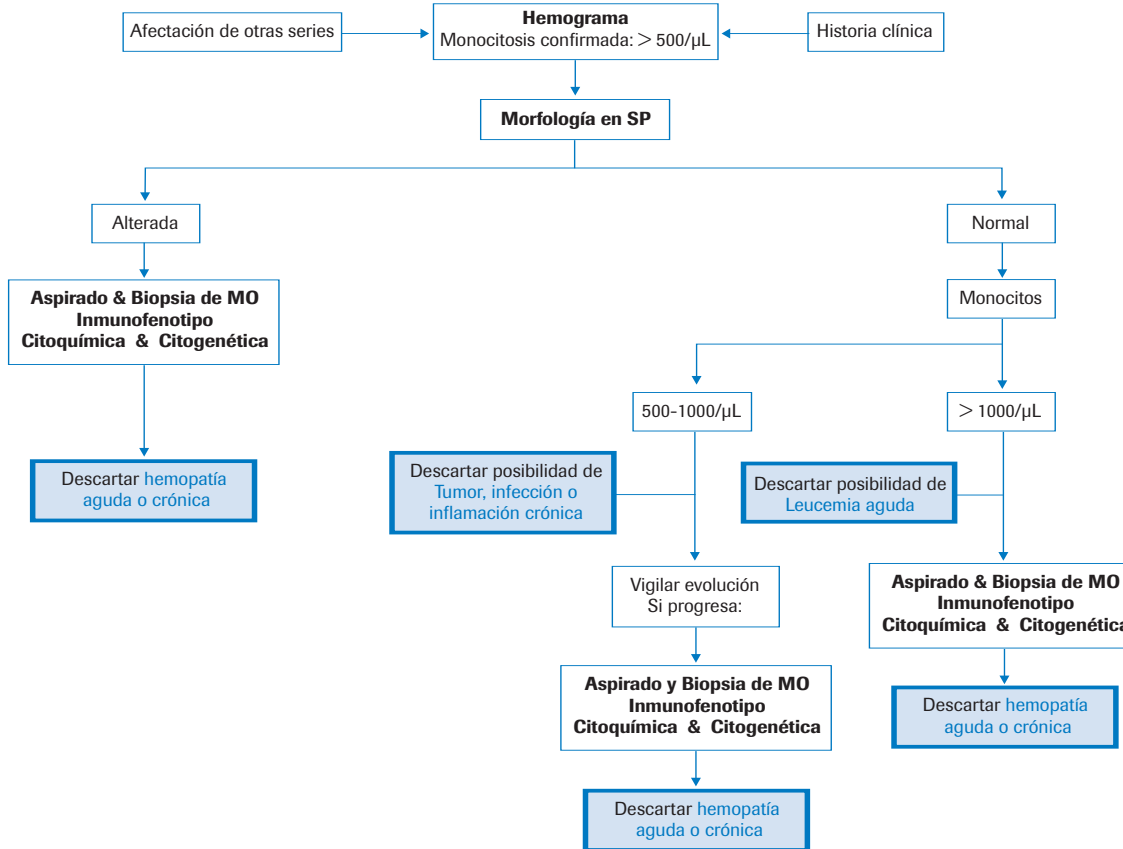 Afectación de otras series
Hemograma
Monocitosis confirmada: > 500/µL
Historia clínica
Morfología en SP
Alterada
Normal
Aspirado & Biopsia de MO
Inmunofenotipo
Citoquímica & Citogenética
Monocitos
500-1000/µL
> 1000/µL
Descartar hemopatía
aguda o crónica
Descartar posibilidad de
Tumor, infección o
inflamación crónica
Descartar posibilidad de
Leucemia aguda
Vigilar evolución
Si progresa:
Aspirado & Biopsia de MO
Inmunofenotipo
Citoquímica & Citogenética
Aspirado y Biopsia de MO
Inmunofenotipo
Citoquímica & Citogenética
Descartar hemopatía
aguda o crónica
Descartar hemopatía
aguda o crónica